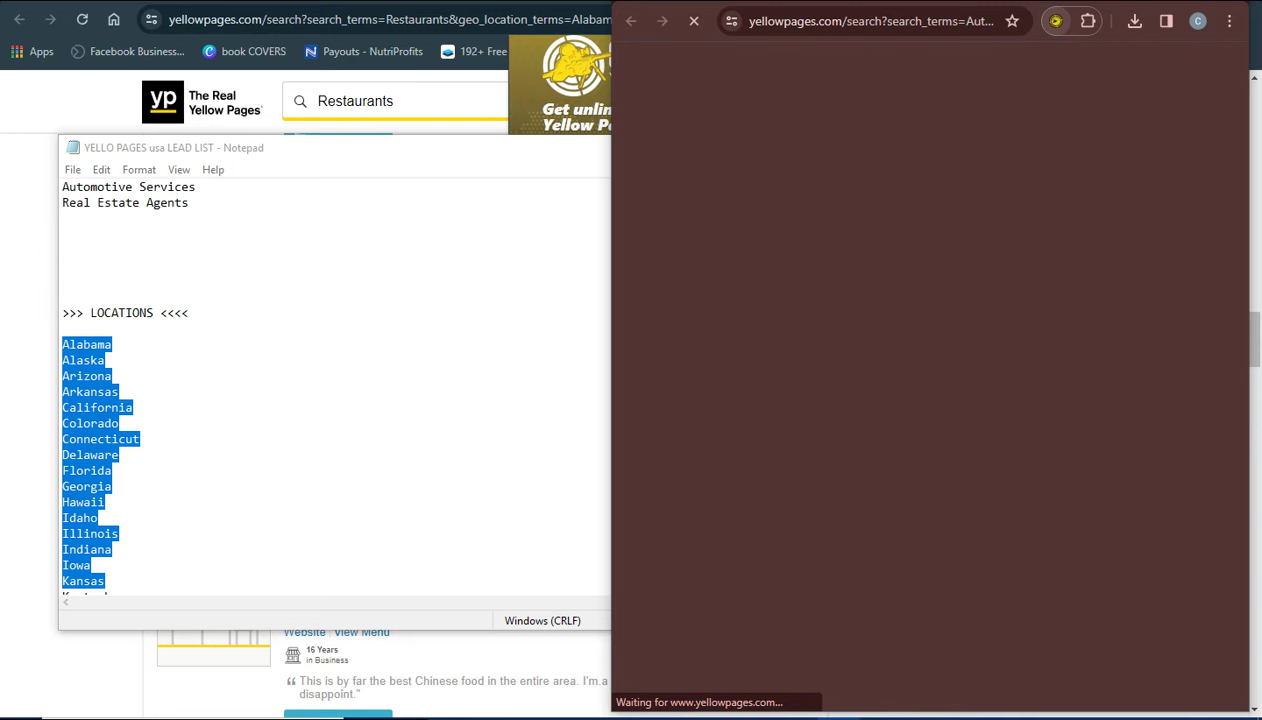 yellowpages.com/search?search_terms=Restaurants&geo_location_terms=Alabam
yellowpages.com/search?search_terms=Aut...
C
Apps
Facebook Business...
book COVERS
Payouts - NutriProfits
192+ Free
yp
The Real
Yellow Pages
Restaurants
Get unlim
Yellow P
YELLO PAGES usa LEAD LIST - Notepad
File Edit Format View Help
Automotive Services
Real Estate Agents
>>> LOCATIONS <<<<
Alabama
Alaska
Arizona
Arkansas
California
Colorado
Connecticut
Delaware
Florida
Georgia
Hawaii
Idaho
Illinois
Indiana
Iowa
Kansas
Windows (CRLF)
Website View Menu
16 Years
in Business
This is by far the best Chinese food in the entire area. I'm a
disappoint."
Waiting for www.yellowpages.com...